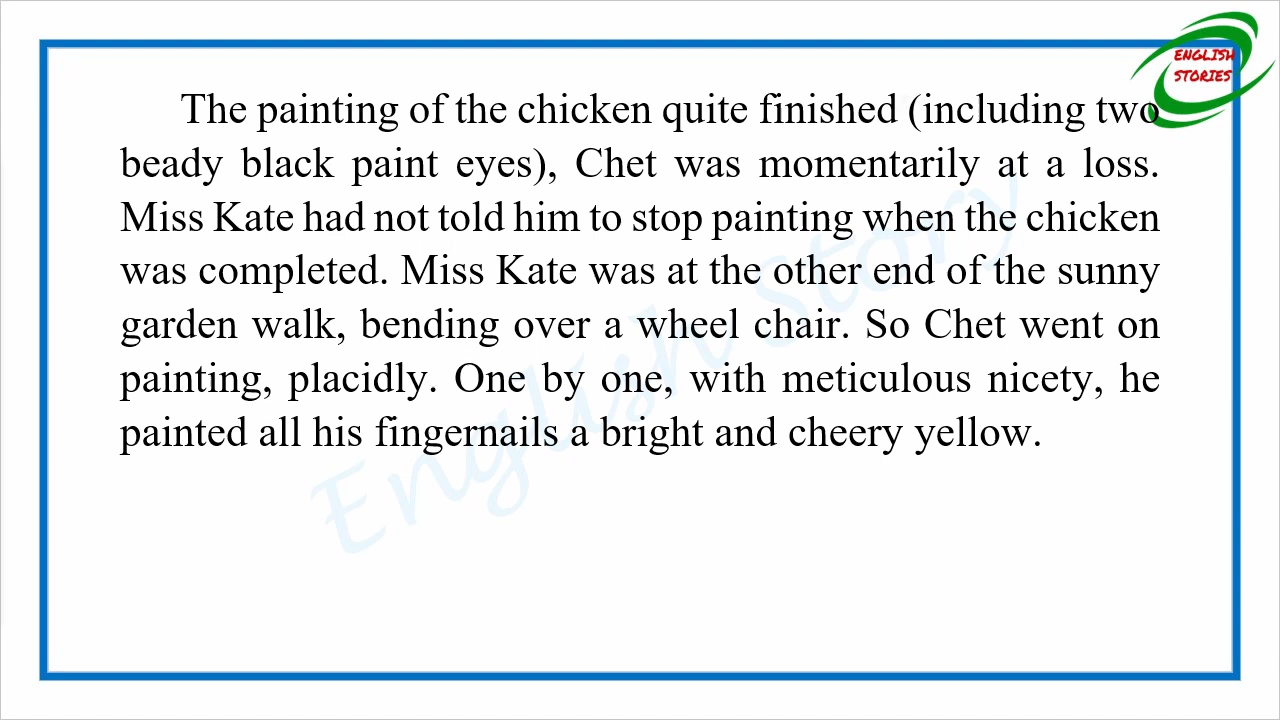 ENGLISH
STORIES
The painting of the chicken quite finished (including two
beady black paint eyes), Chet was momentarily at a loss.
Miss Kate had not told him to stop painting when the chicken
was completed. Miss Kate was at the other end of the sunny
garden walk, bending over a wheel chair. So Chet went on
painting, placidly. One by one, with meticulous nicety, he
painted all his fingernails a bright and cheery yellow.
English Story